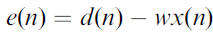 e(n) = d(n) − wx(n)